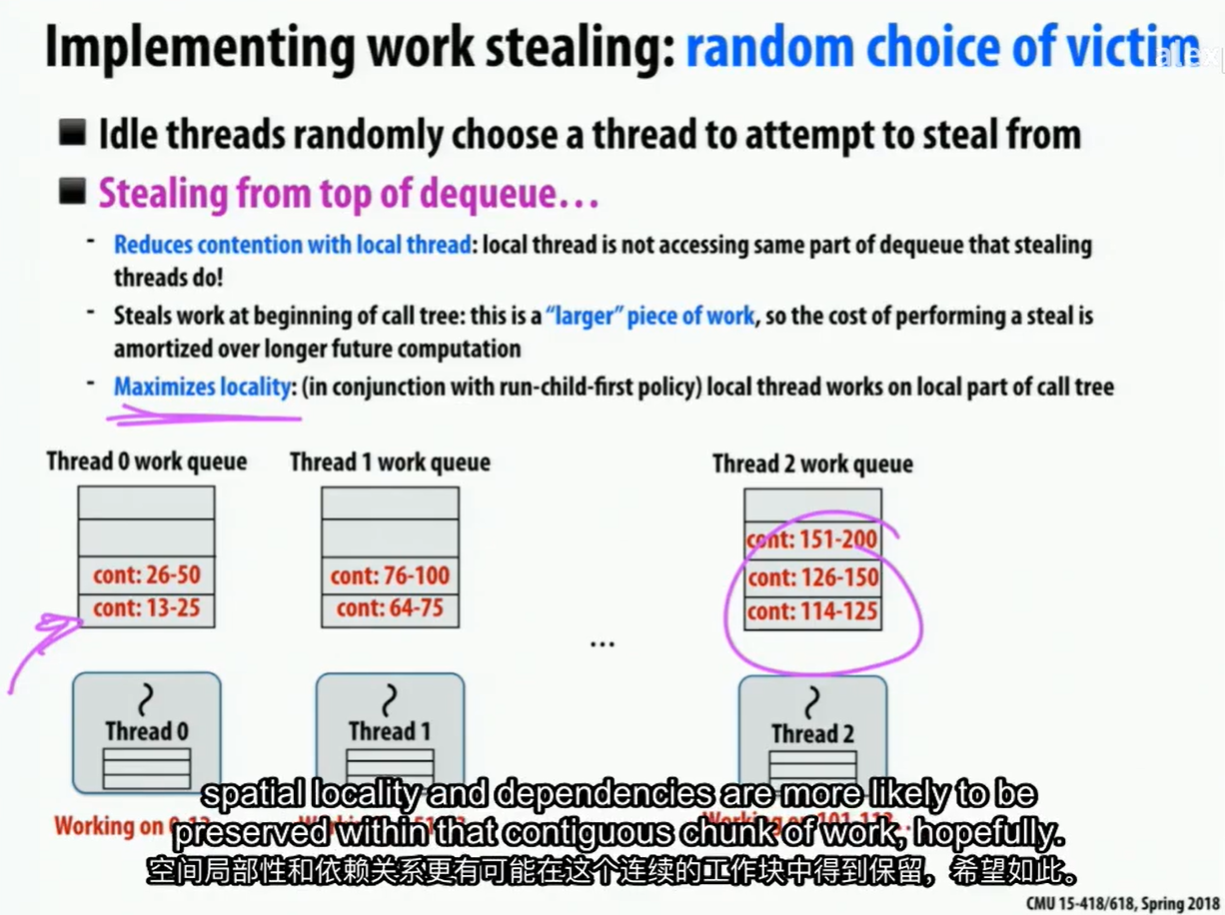 Implementing work stealing: random choice of victim
alex
Idle threads randomly choose a thread to attempt to steal from
Stealing from top of dequeue…
- Reduces contention with local thread: local thread is not accessing same part of dequeue that stealing
threads do!
- Steals work at beginning of call tree: this is a “larger” piece of work, so the cost of performing a steal is
amortized over longer future computation
- Maximizes locality: (in conjunction with run-child-first policy) local thread works on local part of call tree
Thread 0 work queue
cont: 26-50
cont: 13-25
Thread 1 work queue
cont: 76-100
cont: 64-75
Thread 2 work queue
cont: 151-200
cont: 126-150
cont: 114-125
...
Thread 0
Thread 1
Thread 2
Working on
spatial locality and dependencies are more likely to be
preserved within that contiguous chunk of work, hopefully.
空间局部性和依赖关系更有可能在这个连续的工作块中得到保留，希望如此。
CMU 15-418/618, Spring 2018